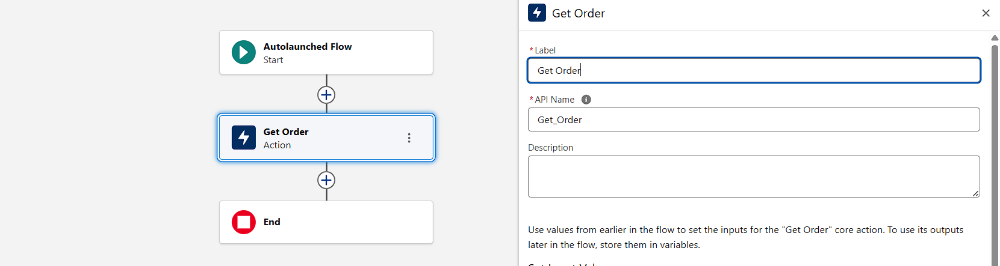 Autolaunched Flow
Start
Get Order
Action
End
Get Order
*Label
Get Order
*API Name
Get_Order
Description
Use values from earlier in the flow to set the inputs for the "Get Order" core action. To use its outputs
later in the flow, store them in variables.